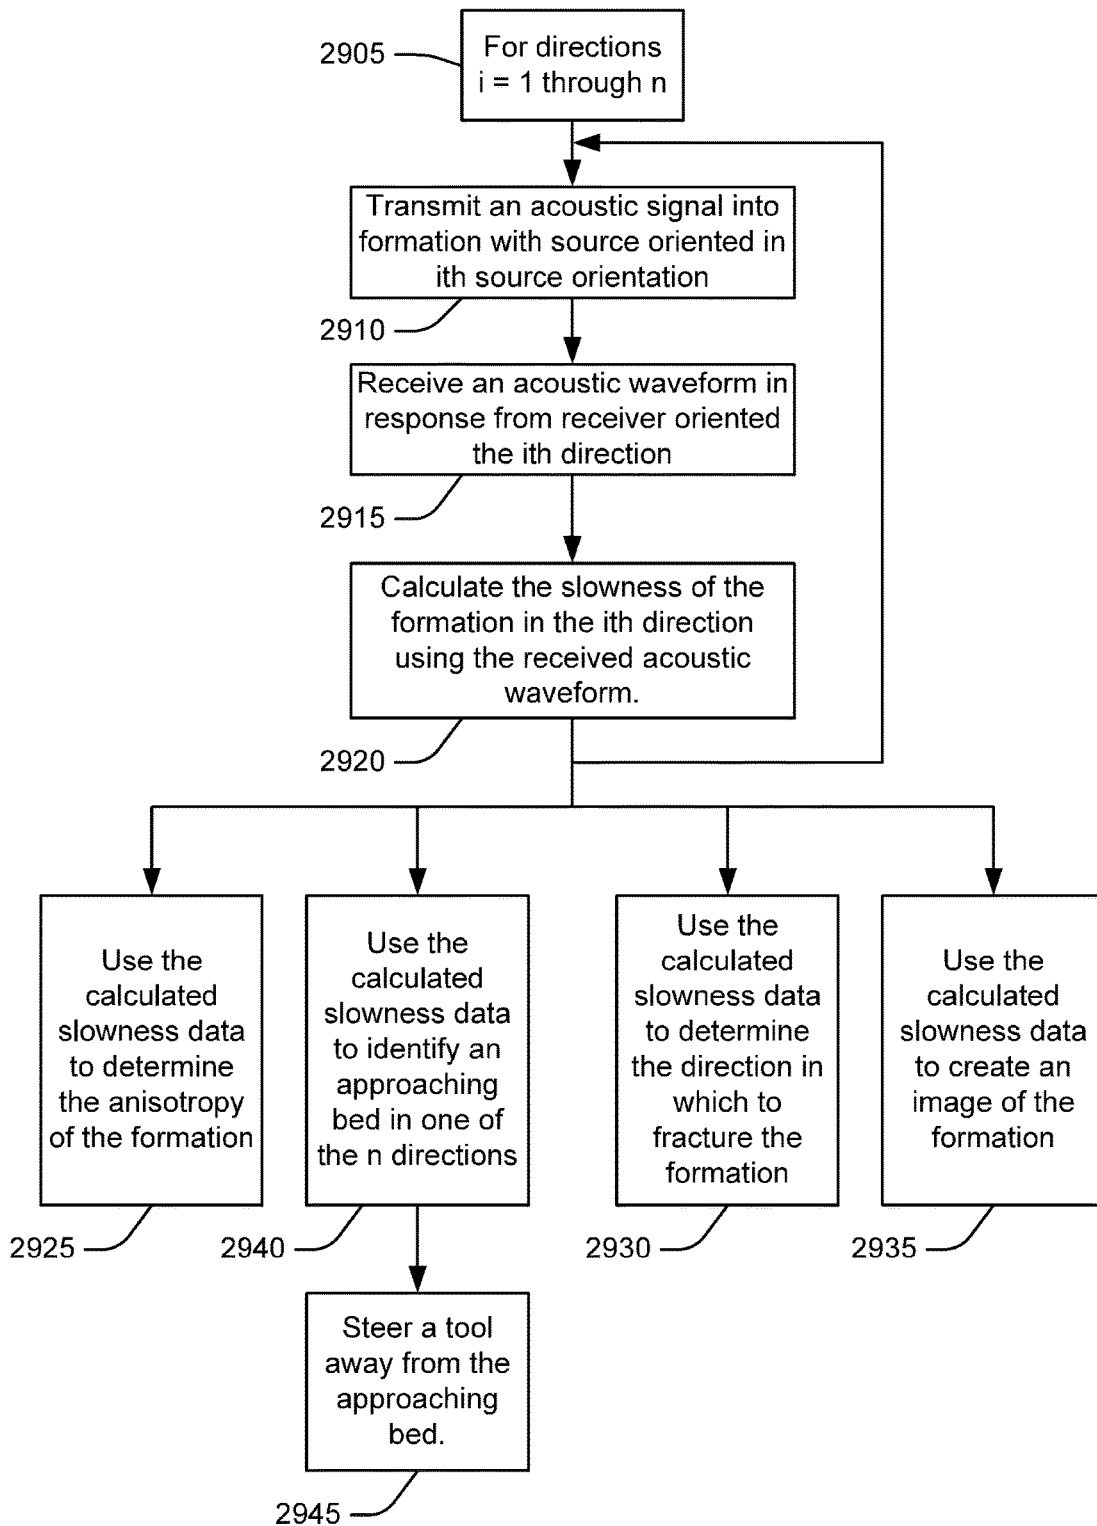 For directions
i = 1 through n
2905
Transmit an acoustic signal into
formation with source oriented in
ith source orientation
2910
Receive an acoustic waveform in
response from receiver oriented
the ith direction
2915
Calculate the slowness of the
formation in the ith direction
using the received acoustic
waveform.
2920
Use the
calculated
slowness data
to determine
the anisotropy
of the formation
2925
Use the
calculated
slowness data
to identify an
approaching
bed in one of
the n directions
2940
Use the
calculated
slowness data
to determine
the direction in
which to
fracture the
formation
2930
Use the
calculated
slowness data
to create an
image of the
formation
2935
Steer a tool
away from the
approaching
bed.
2945